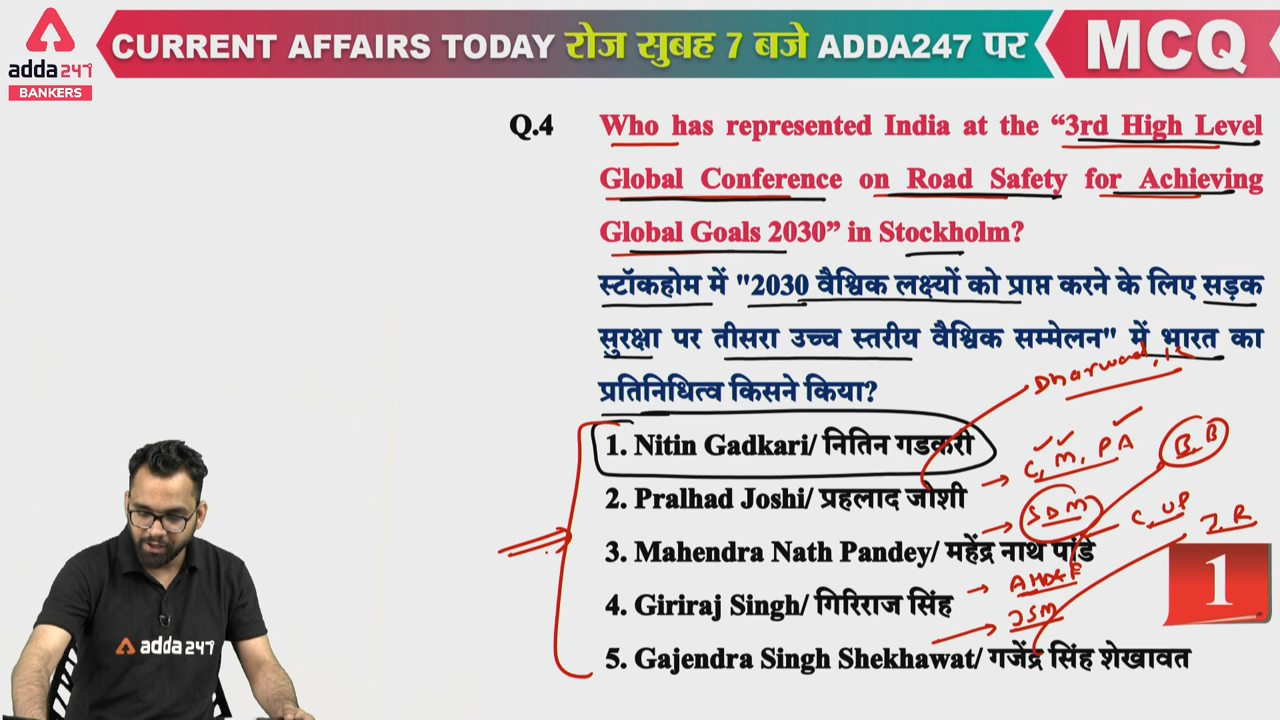 adda247
BANKERS
CURRENT AFFAIRS TODAY रोज सुबह 7 बजे ADDA247 पर
MCQ
Q.4 Who has represented India at the “3rd High Level
Global Conference on Road Safety for Achieving
Global Goals 2030” in Stockholm?
स्टॉकहोम में "2030 वैश्विक लक्ष्यों को प्राप्त करने के लिए सड़क
सुरक्षा पर तीसरा उच्च स्तरीय वैश्विक सम्मेलन" में भारत का
प्रतिनिधित्व किसने किया?
Dharwad,
1. Nitin Gadkari/ नितिन गडकरी
C, M, PA
B.B
2. Pralhad Joshi/ प्रहलाद जोशी
SDM
C, UP
J.R
3. Mahendra Nath Pandey/ महेंद्र नाथ पांडे
4. Giriraj Singh/ गिरिराज सिंह
JSM
5. Gajendra Singh Shekhawat/ गजेंद्र सिंह शेखावत
1
adda247